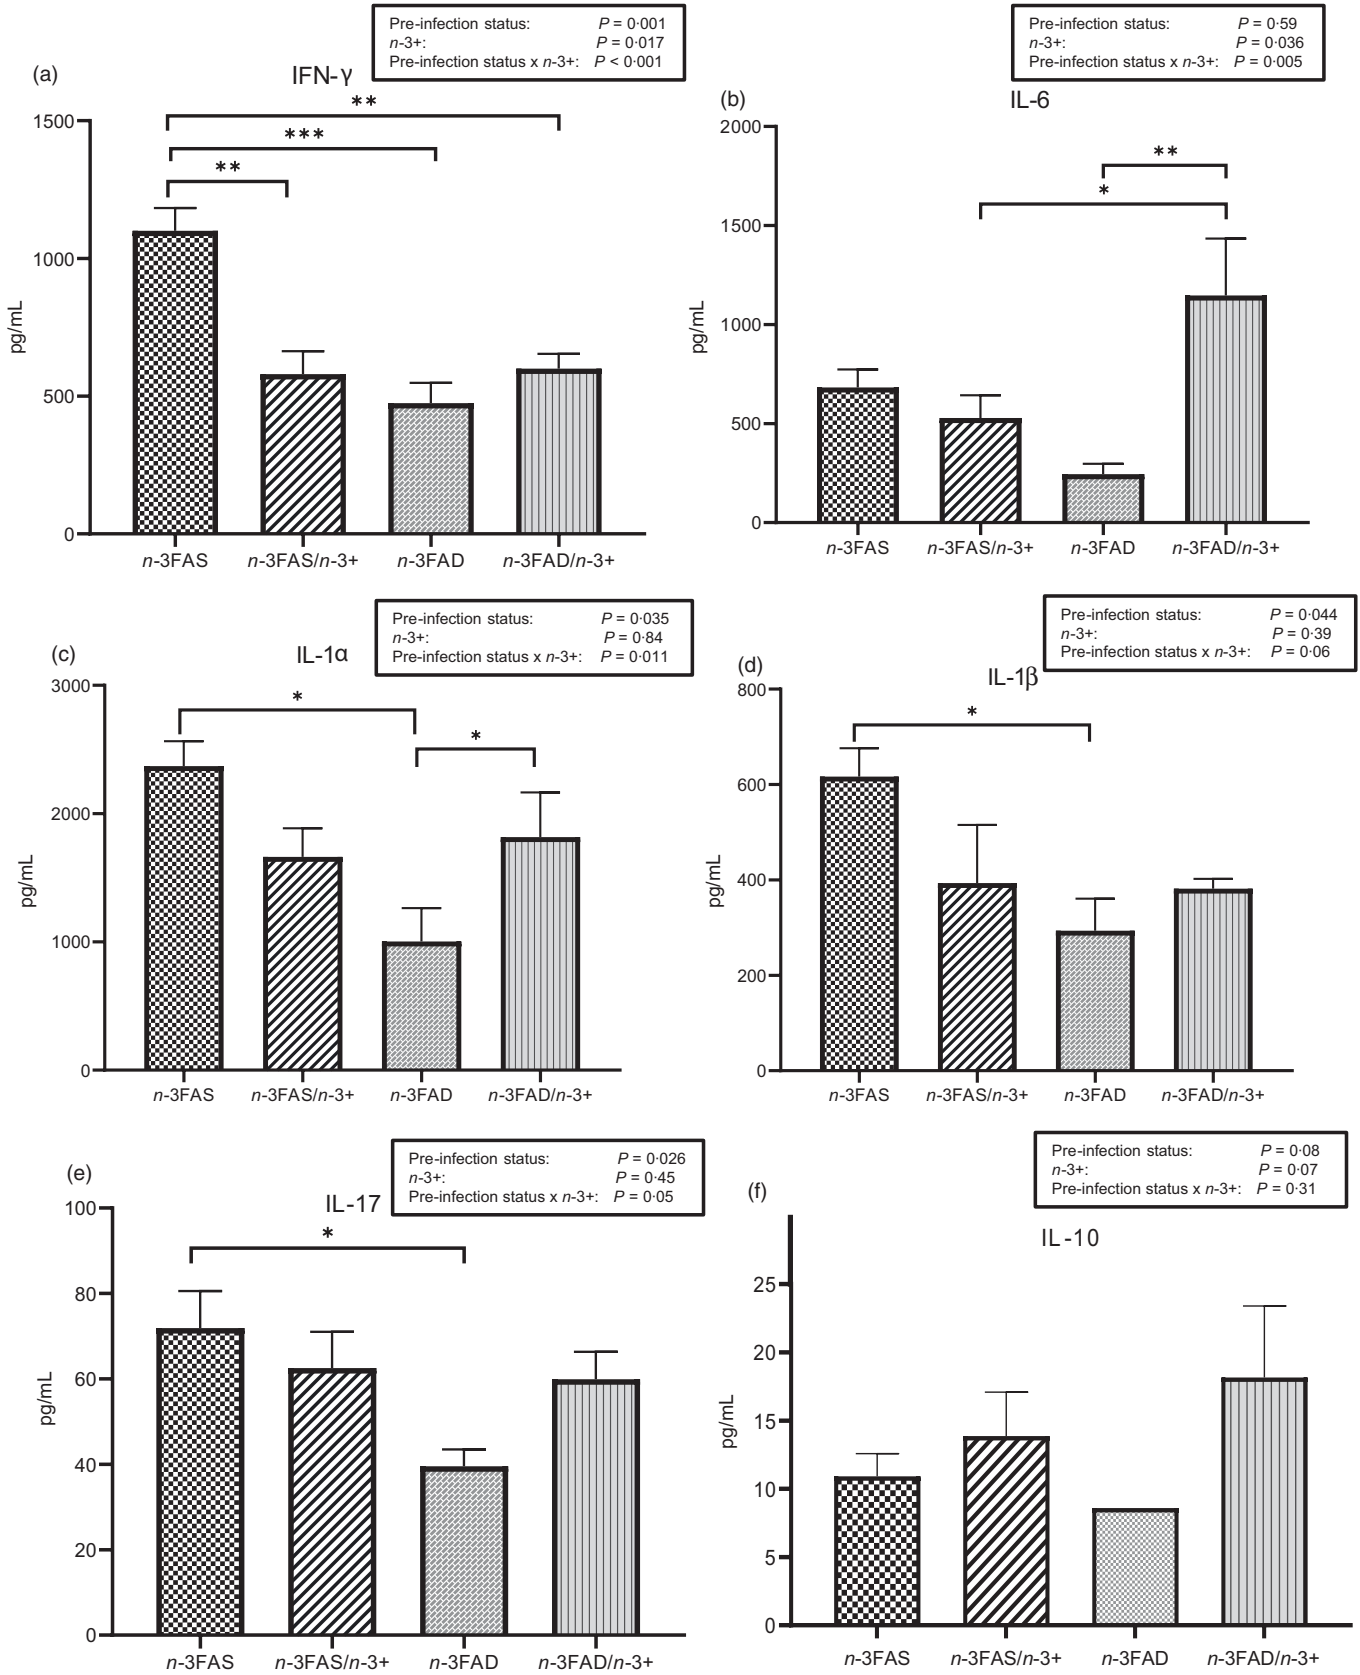 Pre-infection status: P = 0·001
n-3+: P = 0·017
Pre-infection status x n-3+: P < 0·001
(a)
IFN-γ
**
***
**
1500
1000
500
0
pg/mL
n-3FAS n-3FAS/n-3+ n-3FAD n-3FAD/n-3+
Pre-infection status: P = 0·59
n-3+: P = 0·036
Pre-infection status x n-3+: P = 0·005
(b)
IL-6
**
*
2000
1500
1000
500
0
pg/mL
n-3FAS n-3FAS/n-3+ n-3FAD n-3FAD/n-3+
Pre-infection status: P = 0·035
n-3+: P = 0·84
Pre-infection status x n-3+: P = 0·011
(c)
IL-1α
*
*
3000
2000
1000
0
pg/mL
n-3FAS n-3FAS/n-3+ n-3FAD n-3FAD/n-3+
Pre-infection status: P = 0·044
n-3+: P = 0·39
Pre-infection status x n-3+: P = 0·06
(d)
IL-1β
*
800
600
400
200
0
pg/mL
n-3FAS n-3FAS/n-3+ n-3FAD n-3FAD/n-3+
Pre-infection status: P = 0·026
n-3+: P = 0·45
Pre-infection status x n-3+: P = 0·05
(e)
IL-17
*
100
80
60
40
20
0
pg/mL
n-3FAS n-3FAS/n-3+ n-3FAD n-3FAD/n-3+
Pre-infection status: P = 0·08
n-3+: P = 0·07
Pre-infection status x n-3+: P = 0·31
(f)
IL-10
25
20
15
10
5
0
pg/mL
n-3FAS n-3FAS/n-3+ n-3FAD n-3FAD/n-3+